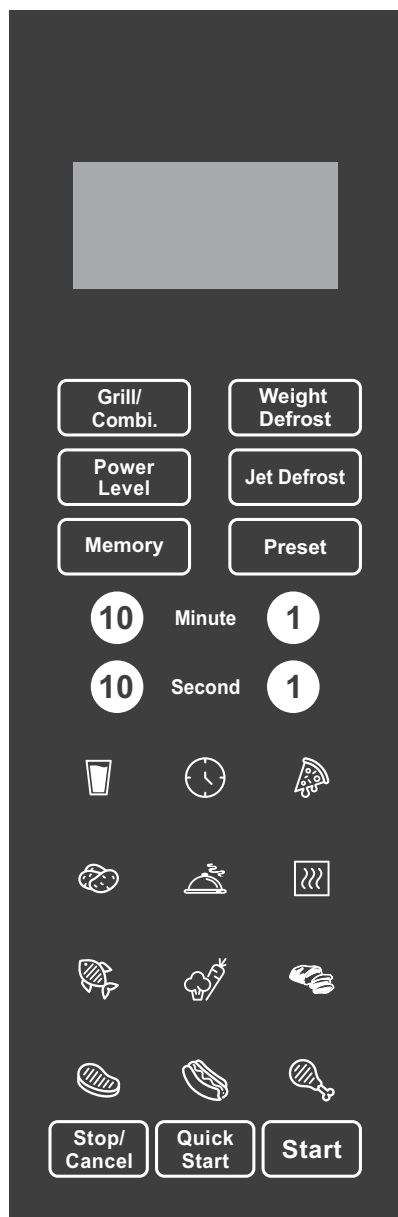 Grill/
Combi.
Weight
Defrost
Power
Level
Jet Defrost
Memory
Preset
10 Minute 1
10 Second 1
Stop/
Cancel
Quick
Start
Start